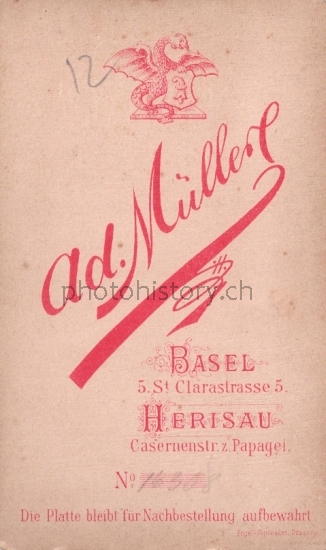 12
Ad. Müller
photohistory.ch
BASEL
5. St Clarastrasse 5.
HERISAU
Casernenstr. z. Papagei.
No
Die Platte bleibt für Nachbestellung aufbewahrt